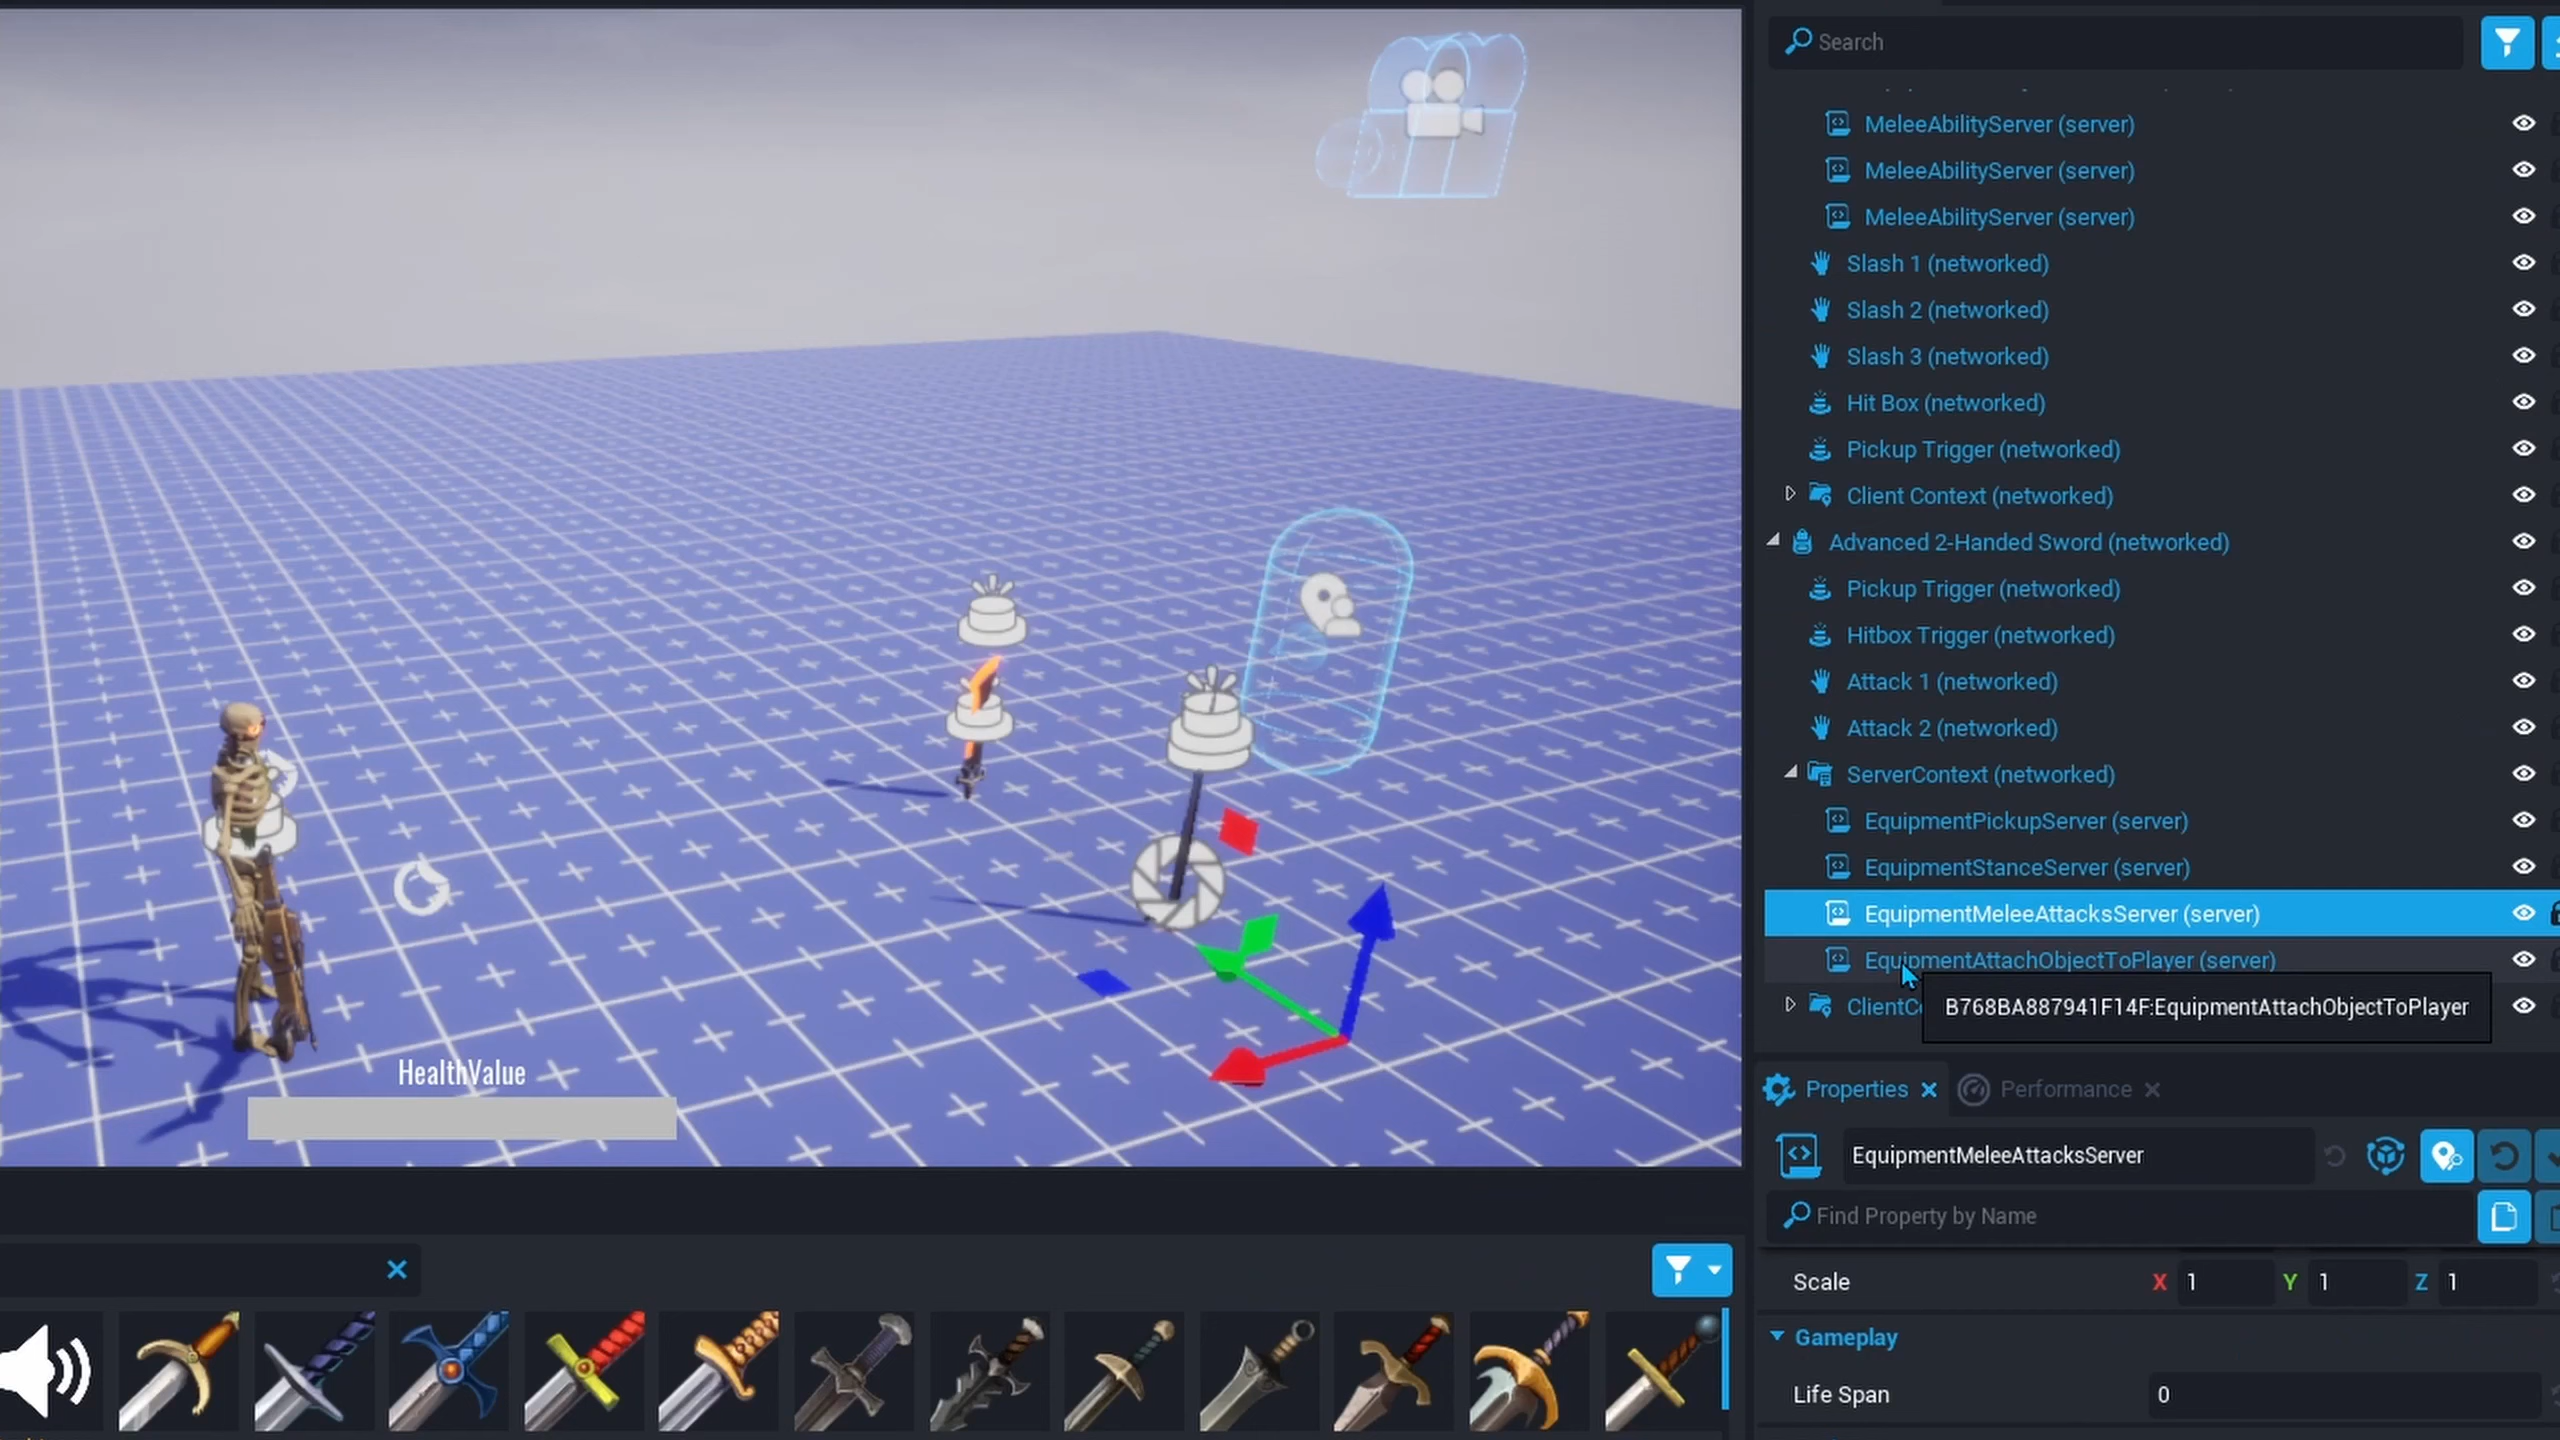 Search
MeleeAbilityServer (server)
MeleeAbilityServer (server)
MeleeAbilityServer (server)
Slash 1 (networked)
Slash 2 (networked)
Slash 3 (networked)
Hit Box (networked)
Pickup Trigger (networked)
Client Context (networked)
Advanced 2-Handed Sword (networked)
Pickup Trigger (networked)
Hitbox Trigger (networked)
Attack 1 (networked)
Attack 2 (networked)
ServerContext (networked)
EquipmentPickupServer (server)
EquipmentStanceServer (server)
EquipmentMeleeAttacksServer (server)
EquipmentAttachObjectToPlayer (server)
ClientCo
B768BA887941F14F:EquipmentAttachObjectToPlayer
HealthValue
Properties
Performance
EquipmentMeleeAttacksServer
Find Property by Name
Scale X 1 Y 1 Z 1
Gameplay
Life Span 0